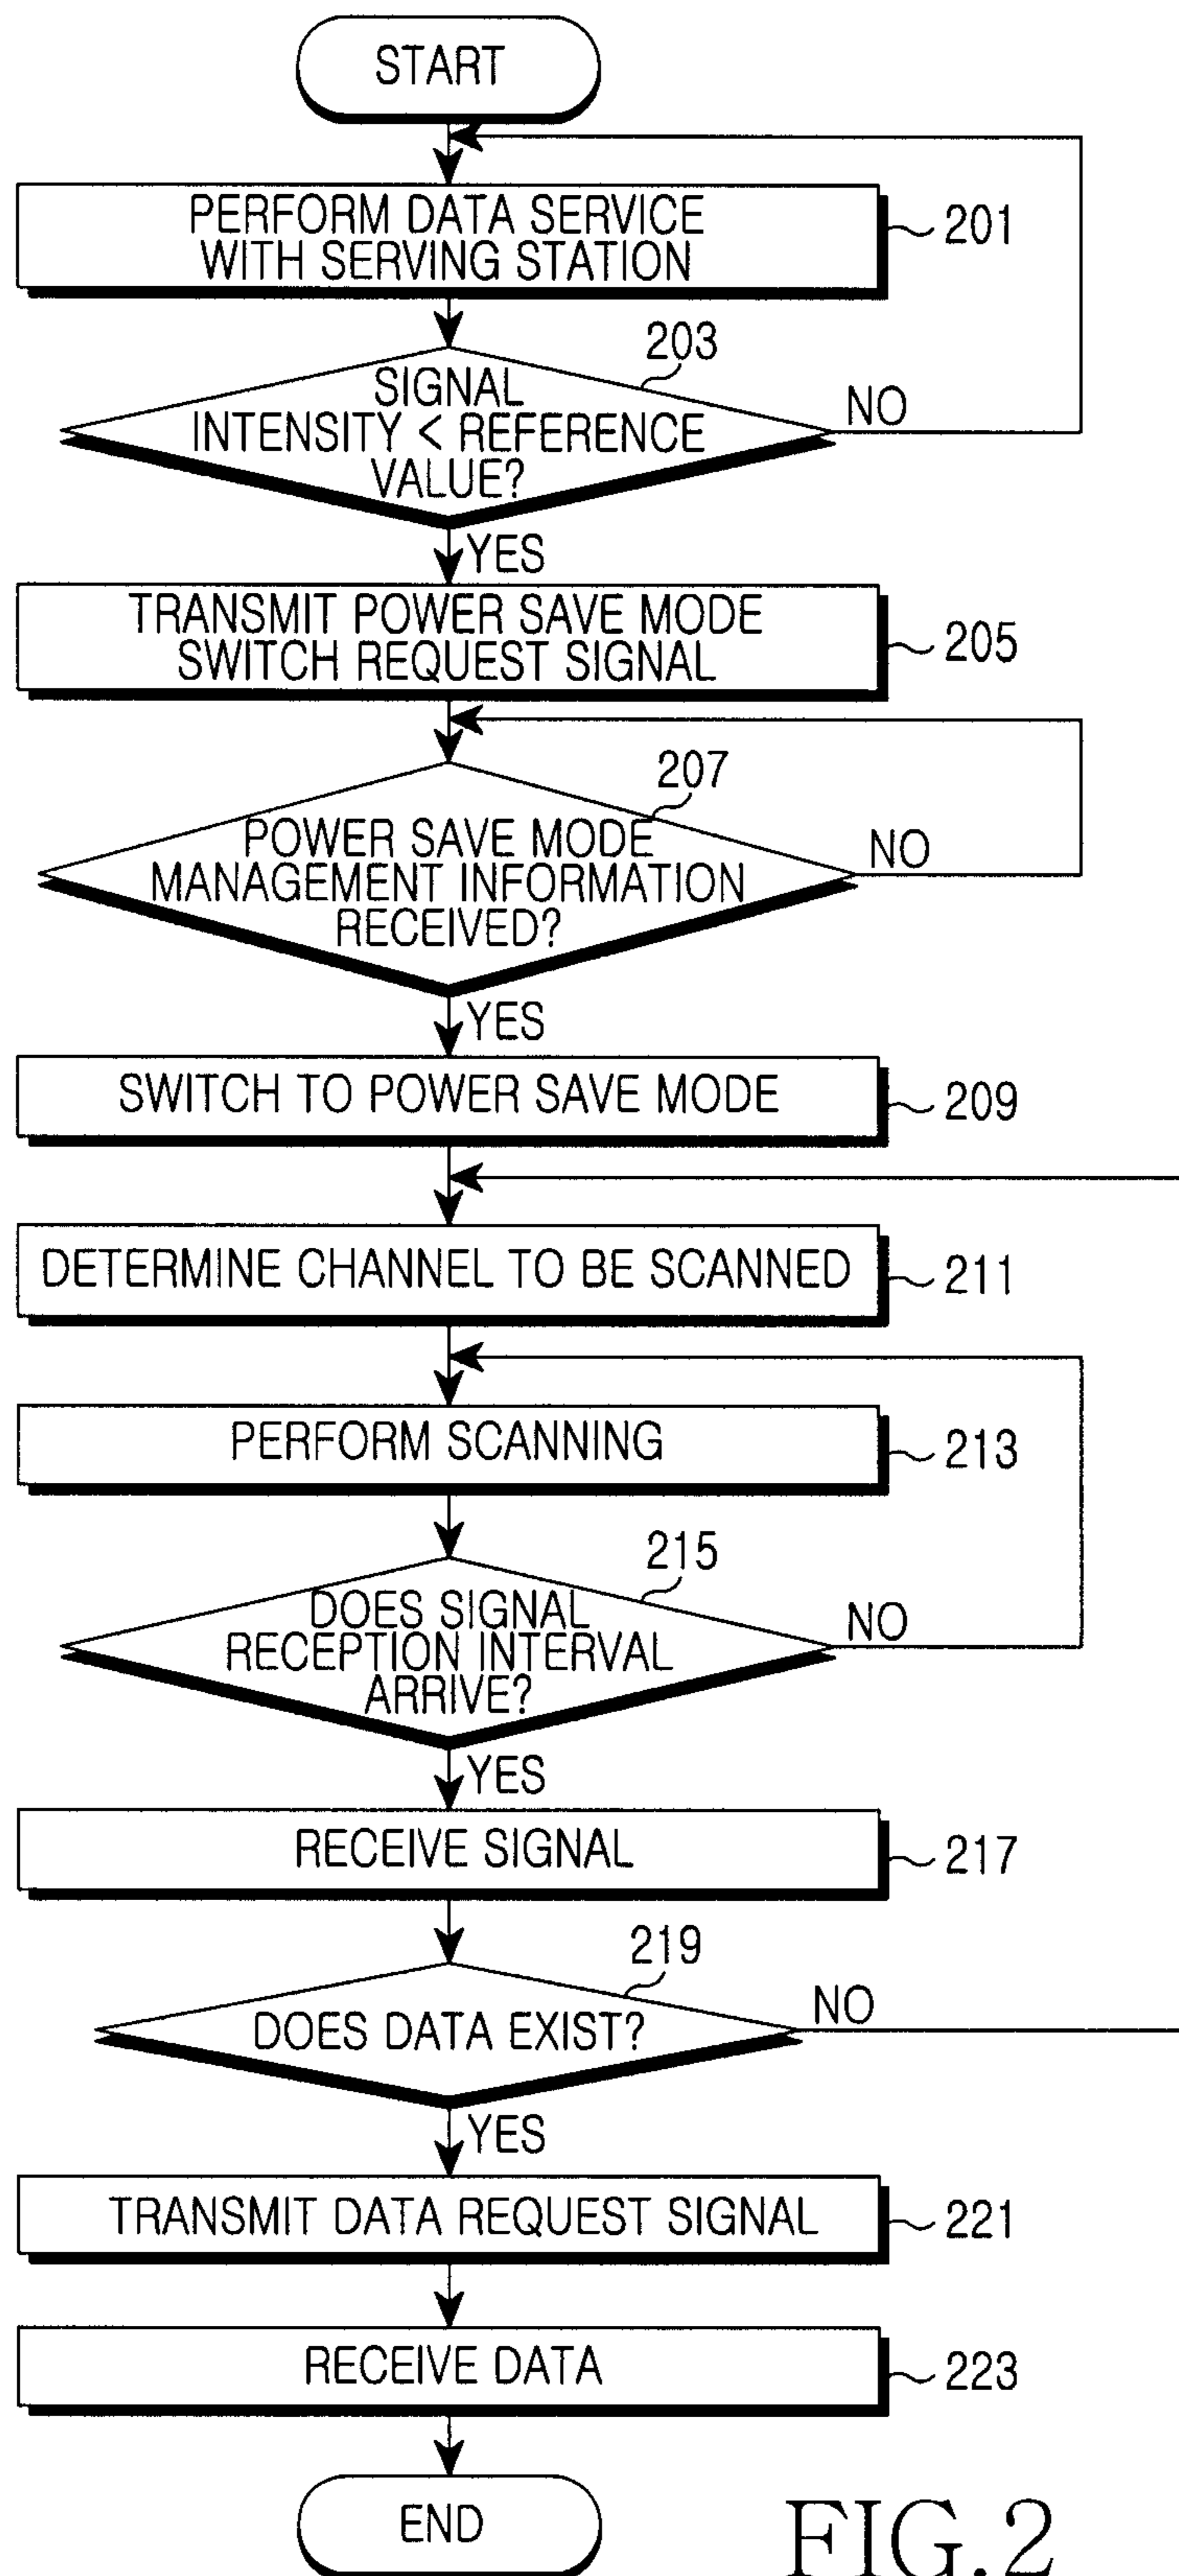 START
PERFORM DATA SERVICE
WITH SERVING STATION
201
203
SIGNAL
INTENSITY < REFERENCE
VALUE?
NO
YES
TRANSMIT POWER SAVE MODE
SWITCH REQUEST SIGNAL
205
207
POWER SAVE MODE
MANAGEMENT INFORMATION
RECEIVED?
NO
YES
SWITCH TO POWER SAVE MODE
209
DETERMINE CHANNEL TO BE SCANNED
211
PERFORM SCANNING
213
215
DOES SIGNAL
RECEPTION INTERVAL
ARRIVE?
NO
YES
RECEIVE SIGNAL
217
219
DOES DATA EXIST?
NO
YES
TRANSMIT DATA REQUEST SIGNAL
221
RECEIVE DATA
223
END
FIG.2